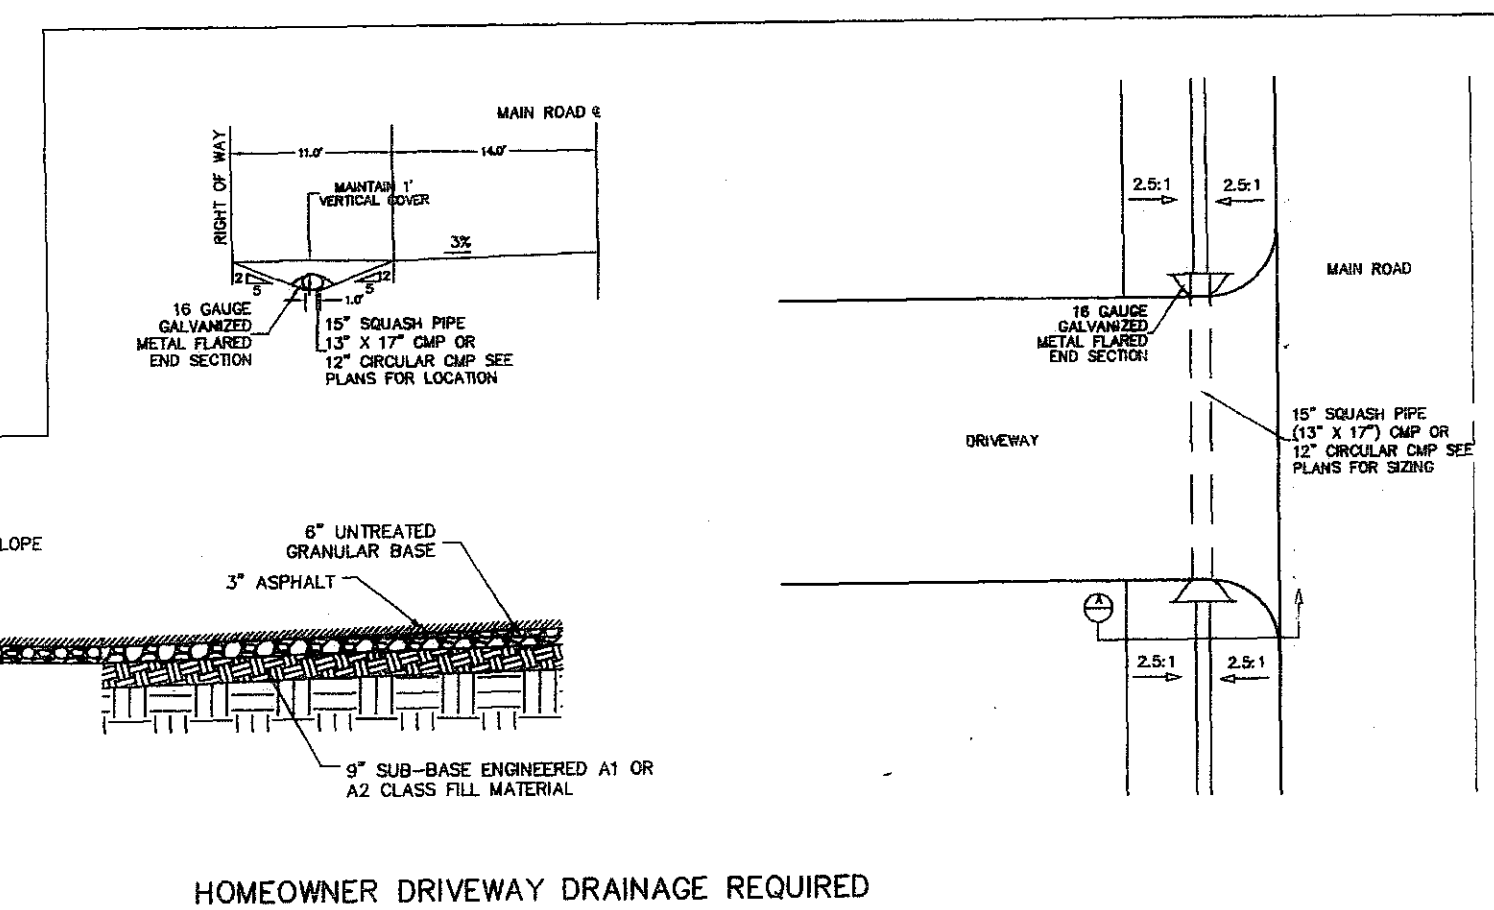 MAIN ROAD ℄
RIGHT OF WAY
11.0'
14.0'
MAINTAIN 1'
VERTICAL COVER
3%
2
5
2
5
1.0'
16 GAUGE
GALVANIZED
METAL FLARED
END SECTION
15" SQUASH PIPE
13" X 17" CMP OR
12" CIRCULAR CMP SEE
PLANS FOR LOCATION
2.5:1
2.5:1
MAIN ROAD
16 GAUGE
GALVANIZED
METAL FLARED
END SECTION
DRIVEWAY
15" SQUASH PIPE
(13" X 17") CMP OR
12" CIRCULAR CMP SEE
PLANS FOR SIZING
A
2.5:1
2.5:1
LOPE
6" UNTREATED
GRANULAR BASE
3" ASPHALT
9" SUB-BASE ENGINEERED A1 OR
A2 CLASS FILL MATERIAL
HOMEOWNER DRIVEWAY DRAINAGE REQUIRED